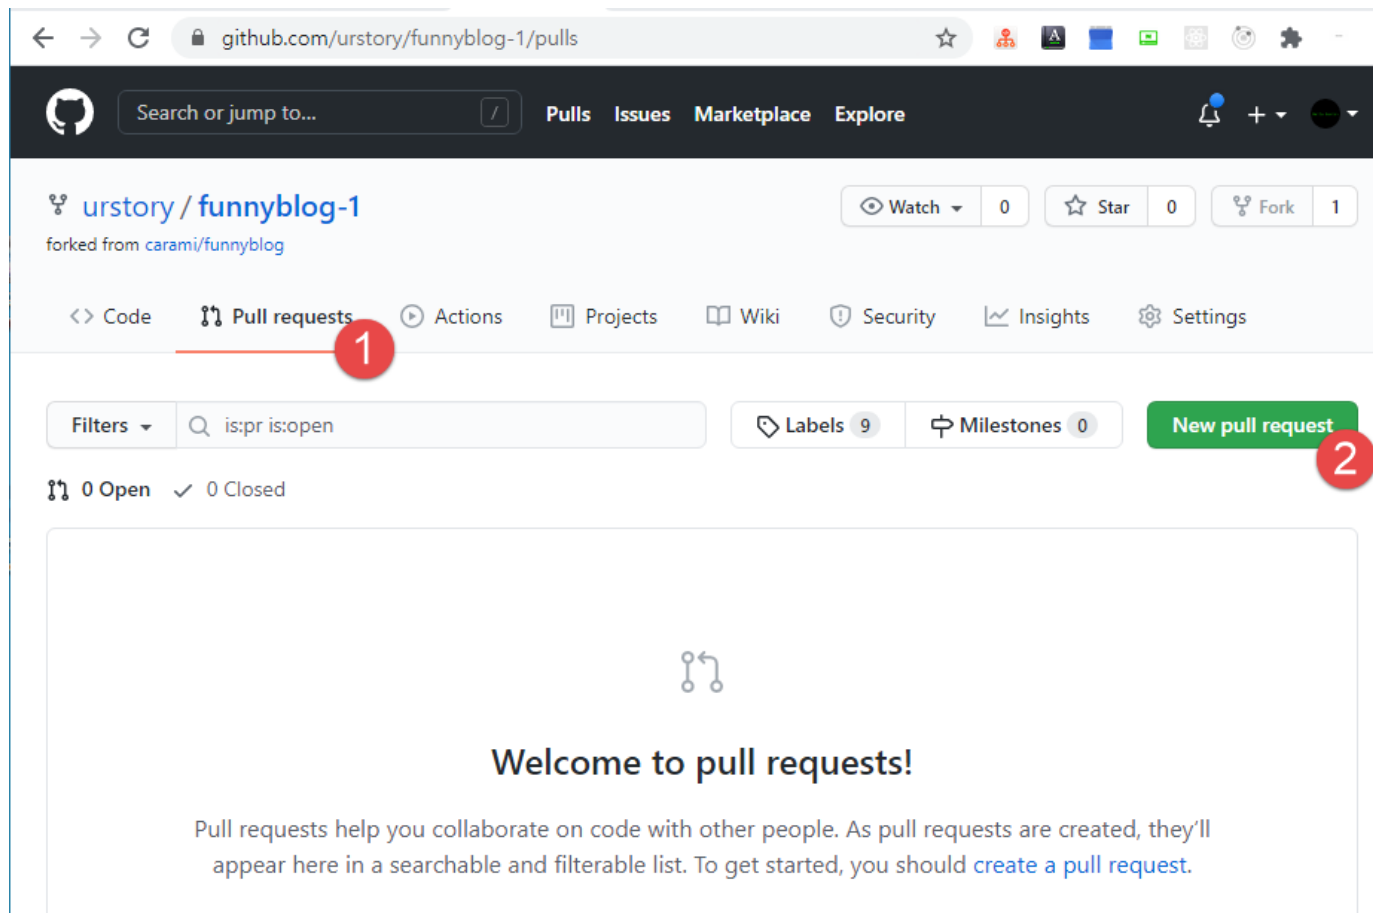 github.com/urstory/funnyblog-1/pulls
Search or jump to... /
Pulls Issues Marketplace Explore
urstory / funnyblog-1
Watch 0 Star 0 Fork 1
forked from carami/funnyblog
Code Pull requests Actions Projects Wiki Security Insights Settings
1
Filters is:pr is:open Labels 9 Milestones 0 New pull request
2
0 Open 0 Closed
Welcome to pull requests!
Pull requests help you collaborate on code with other people. As pull requests are created, they’ll
appear here in a searchable and filterable list. To get started, you should create a pull request.